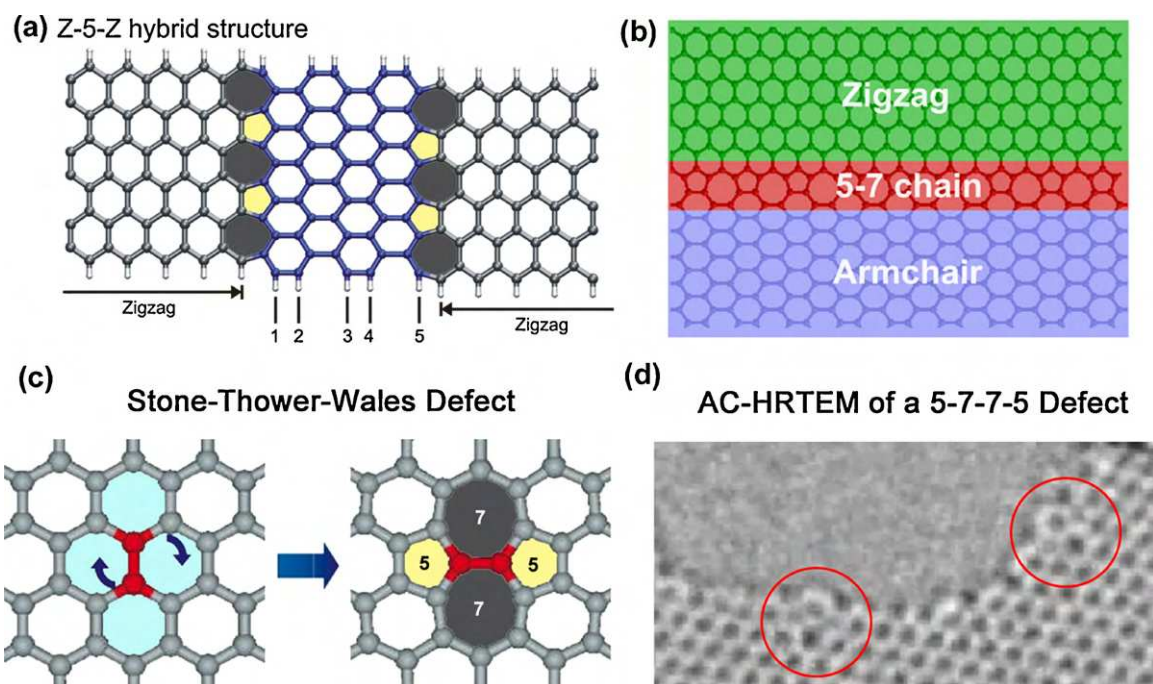 (a) Z-5-Z hybrid structure
Zigzag
1 2 3 4 5
Zigzag
(b)
Zigzag
5-7 chain
Armchair
(c)
Stone-Thower-Wales Defect
7
5 5
7
(d)
AC-HRTEM of a 5-7-7-5 Defect